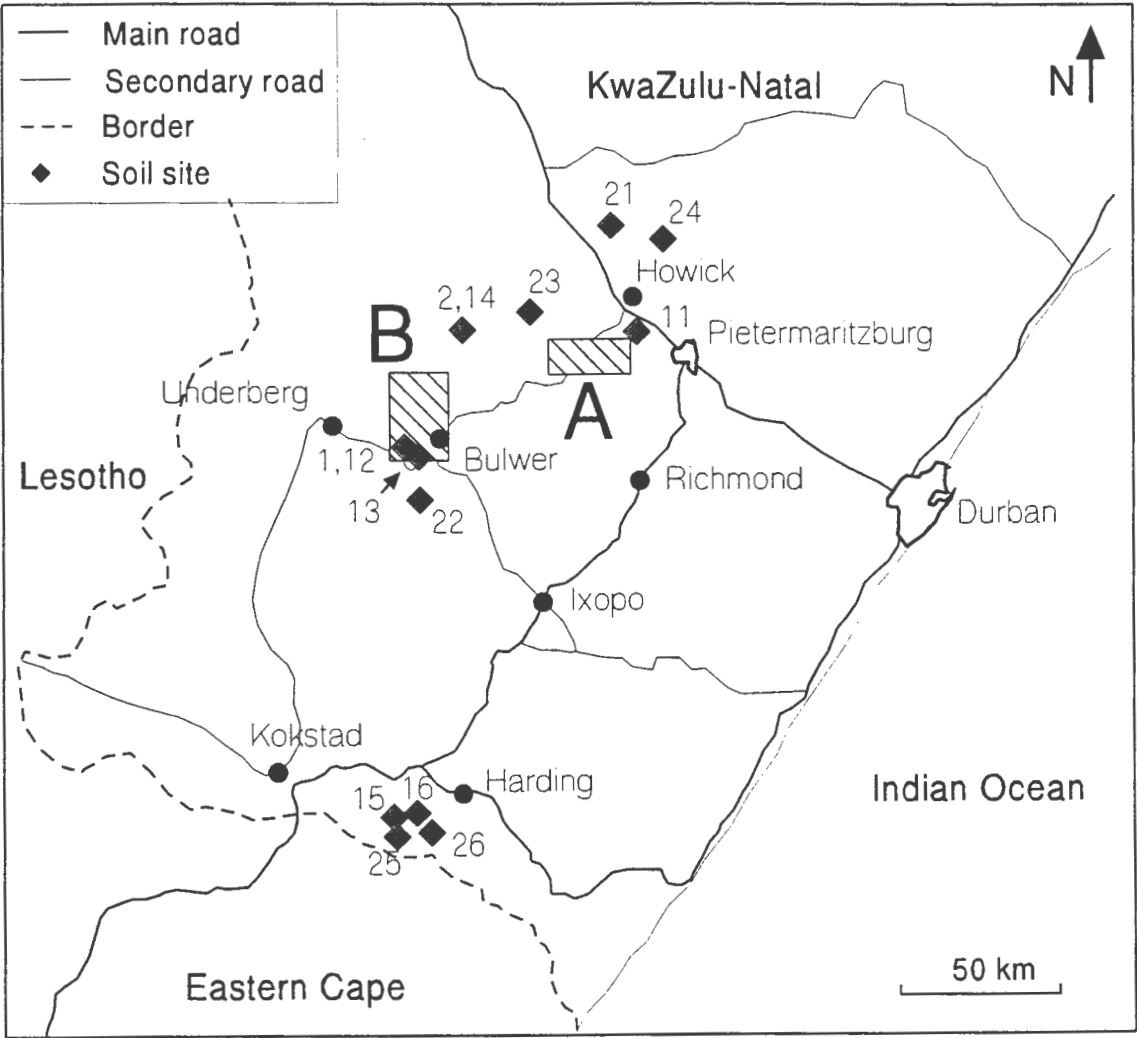 Main road
Secondary road
Border
Soil site
KwaZulu-Natal
N
21
24
Howick
23
2,14
11
B
Pietermaritzburg
Underberg
A
1,12
Bulwer
Lesotho
Richmond
13
22
Durban
Ixopo
Kokstad
Harding
15
16
Indian Ocean
25
26
50 km
Eastern Cape